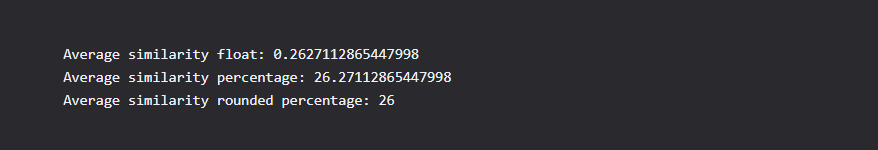 Average similarity float: 0.2627112865447998
Average similarity percentage: 26.27112865447998
Average similarity rounded percentage: 26